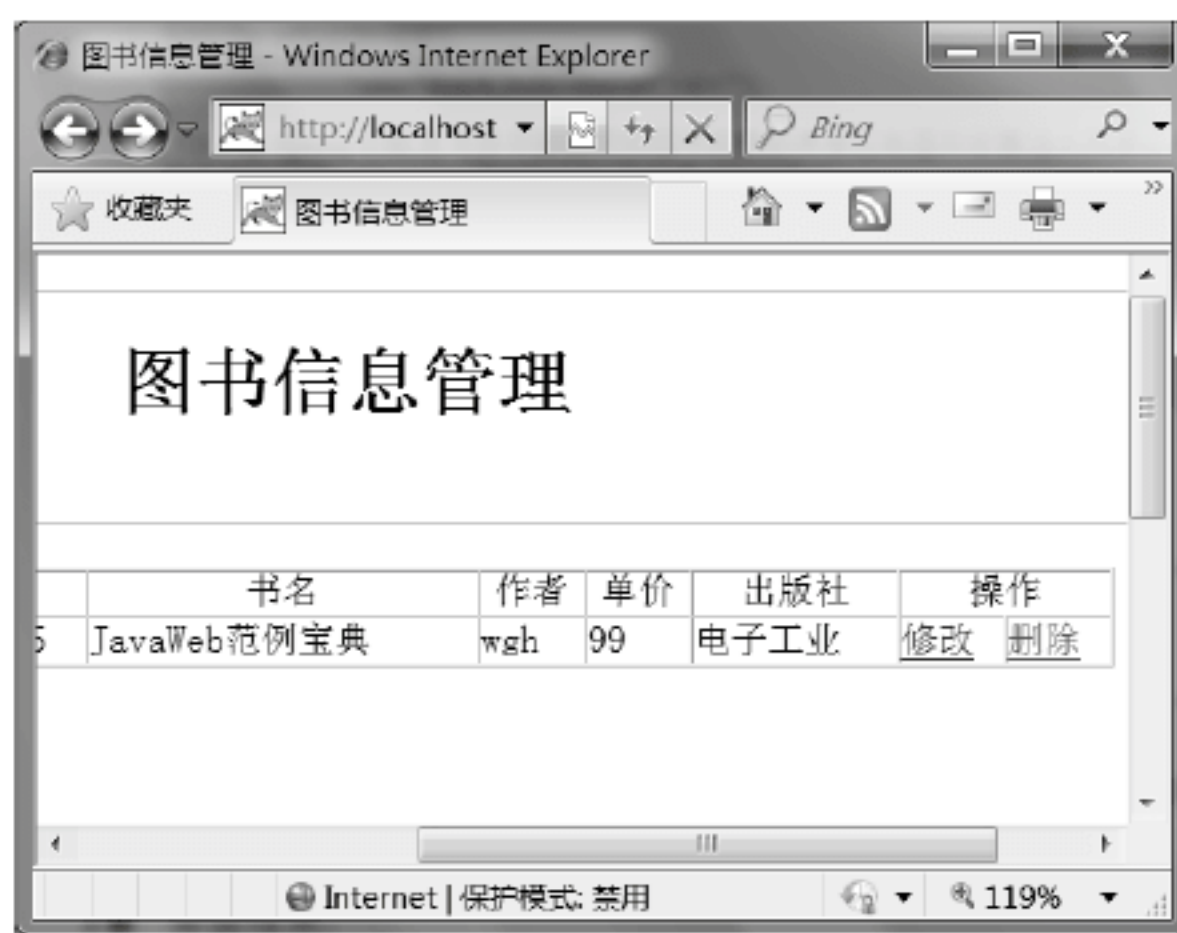 图书信息管理 - Windows Internet Explorer
http://localhost Bing
收藏夹 图书信息管理
图书信息管理
书名 作者 单价 出版社 操作
JavaWeb范例宝典 wgh 99 电子工业 修改 删除
Internet | 保护模式: 禁用 119%